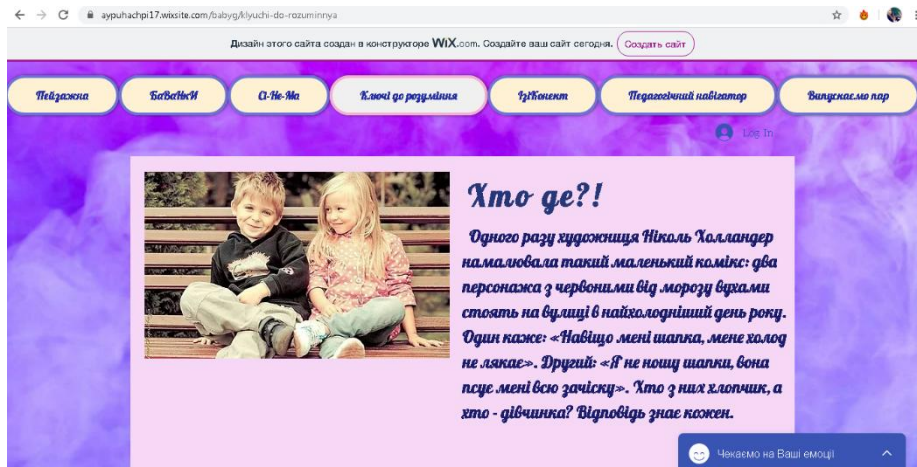 aypuhachpi17.wixsite.com/babyg/klyuchi-do-rozuminnya
Дизайн этого сайта создан в конструкторе WiX.com. Создайте ваш сайт сегодня. Создать сайт
Пейзажна БаВаНкИ Сі-Не-Ма Ключі до розуміння ІзіКонект Педагогічний навігатор Випускаємо пар
Log In
Хто де?!
Одного разу художниця Ніколь Холландер
намалювала такий маленький комікс: два
персонажа з червоними від морозу вухами
стоять на вулиці в найхолодніший день року.
Один каже: «Навіщо мені шапка, мене холод
не лякає». Другий: «Я не ношу шапки, вона
псує мені всю зачіску». Хто з них хлопчик, а
хто - дівчинка? Відповідь знає кожен.
Чекаємо на Ваші емоції